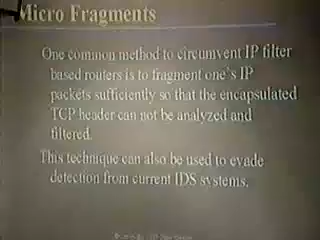 Micro Fragments
One common method to circumvent IP filter
based routers is to fragment one's IP
packets sufficiently so that the encapsulated
TCP header can not be analyzed and
filtered.
This technique can also be used to evade
detection from current IDS systems.